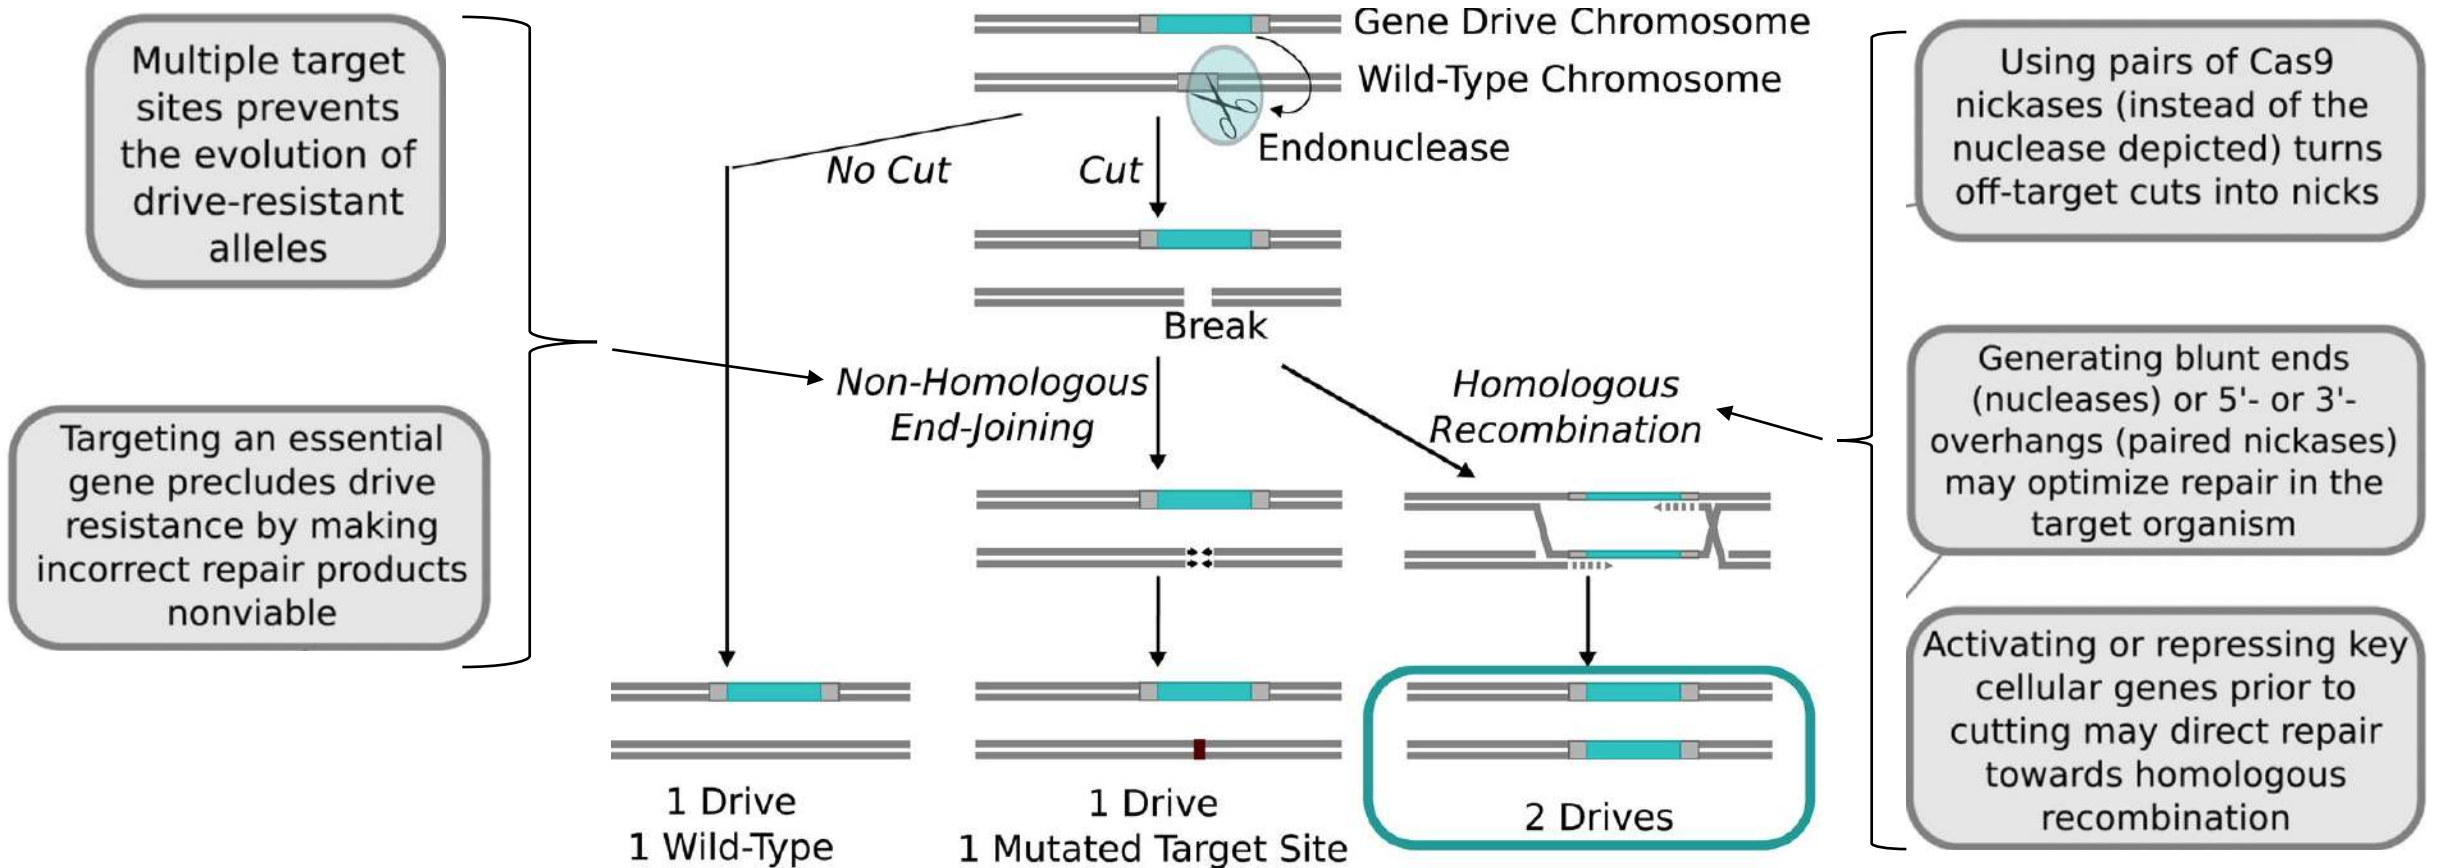 Multiple target
sites prevents
the evolution of
drive-resistant
alleles
Targeting an essential
gene precludes drive
resistance by making
incorrect repair products
nonviable
Gene Drive Chromosome
Wild-Type Chromosome
Endonuclease
No Cut
Cut
Break
Non-Homologous
End-Joining
Homologous
Recombination
1 Drive
1 Wild-Type
1 Drive
1 Mutated Target Site
2 Drives
Using pairs of Cas9
nickases (instead of the
nuclease depicted) turns
off-target cuts into nicks
Generating blunt ends
(nucleases) or 5'- or 3'-
overhangs (paired nickases)
may optimize repair in the
target organism
Activating or repressing key
cellular genes prior to
cutting may direct repair
towards homologous
recombination